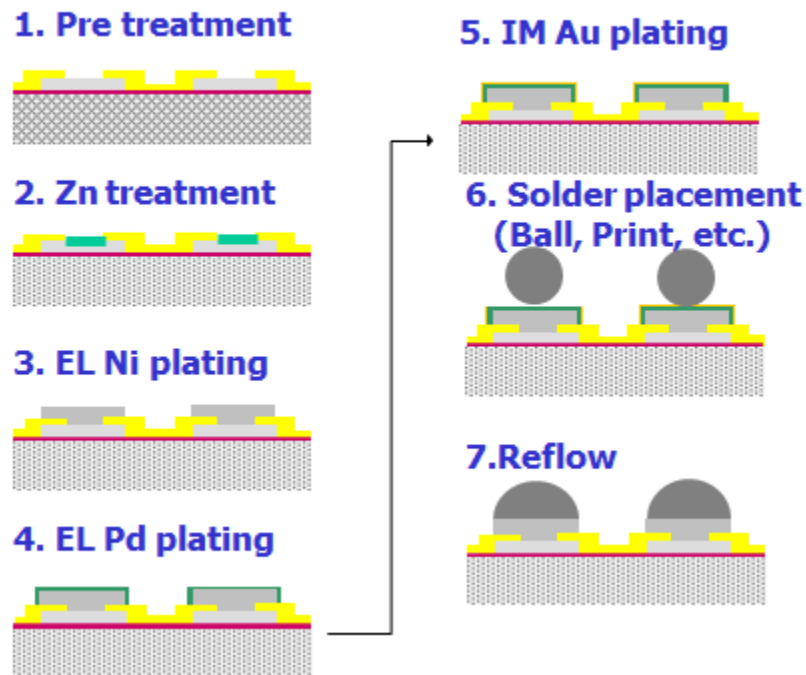 1. Pre treatment
2. Zn treatment
3. EL Ni plating
4. EL Pd plating
5. IM Au plating
6. Solder placement
(Ball, Print, etc.)
7.Reflow